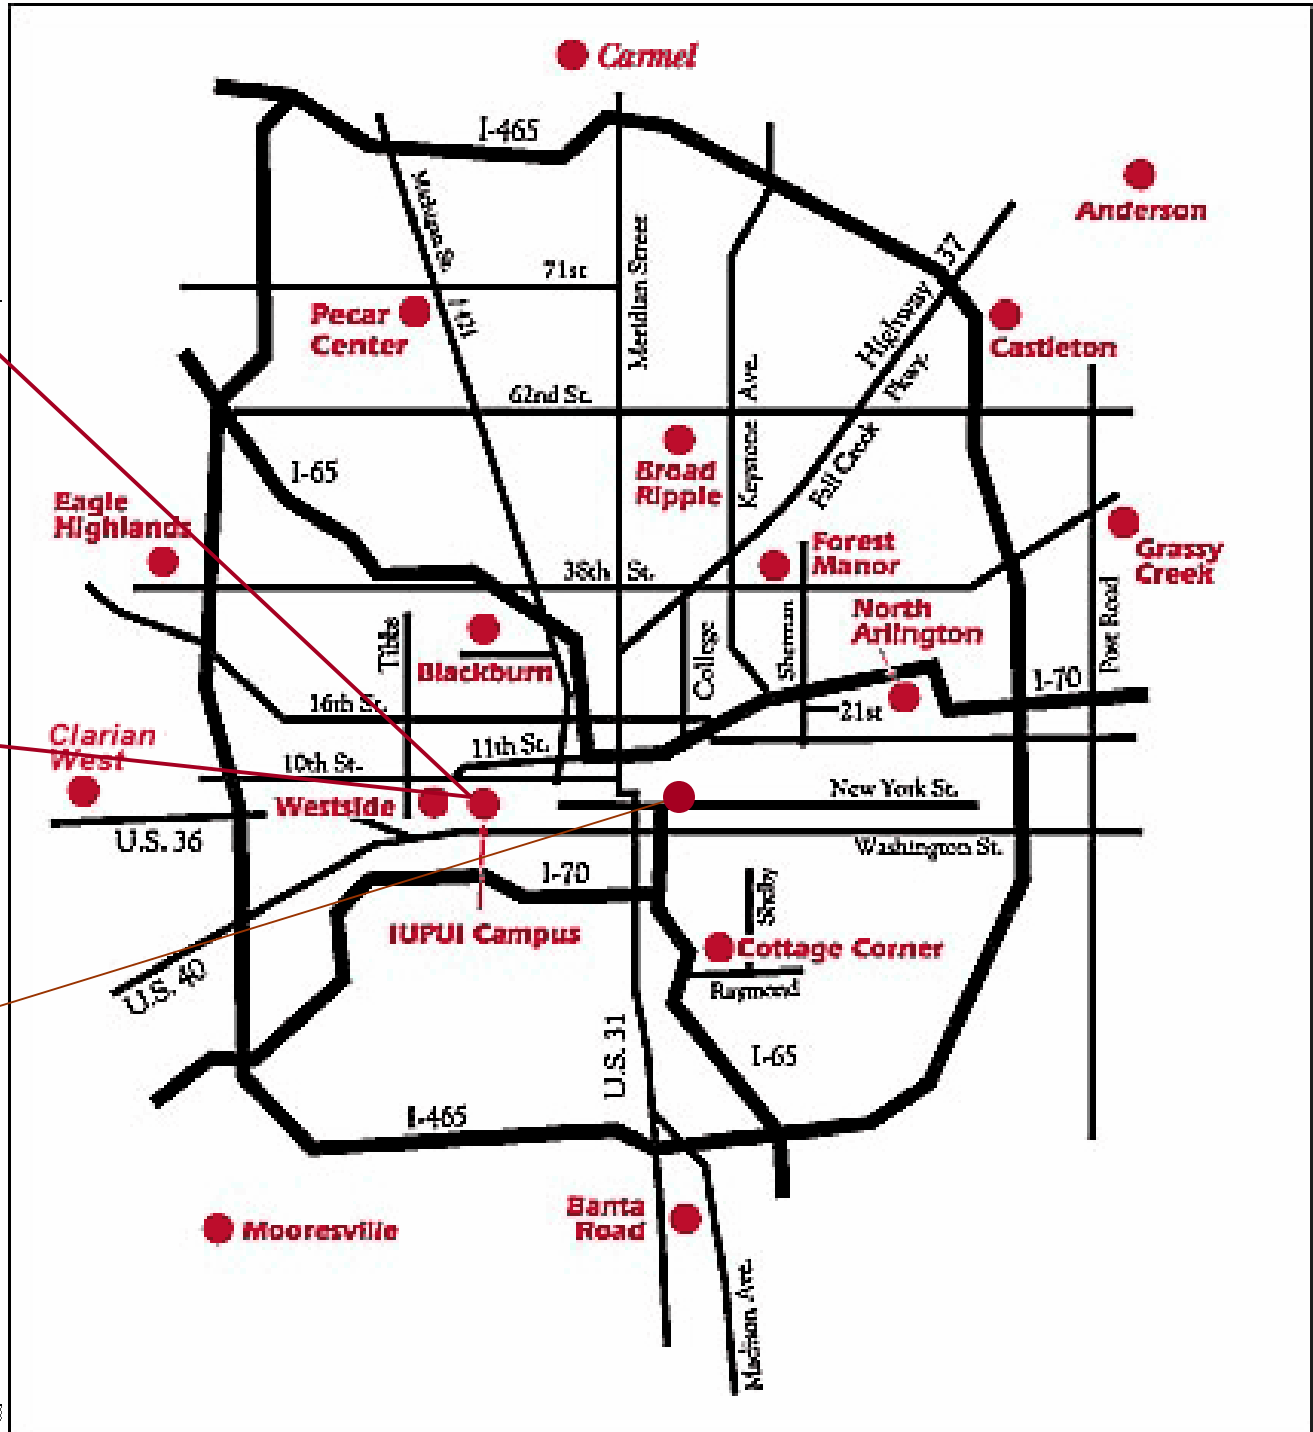 Carmel
I-465
Anderson
Michigan St.
Meridian Street
Highway 37
71st
Pecar
Center
Castleton
62nd St.
Keystone Ave.
Fall Creek Pkwy.
Broad
Ripple
I-65
Eagle
Highlands
Forest
Manor
Grassy
Creek
38th St.
North
Arlington
Tibbs
Blackburn
College
Sherman
Post Road
I-70
16th St.
21st
Clarian
West
11th St.
10th St.
New York St.
Westside
U.S. 36
Washington St.
I-70
Shelby
IUPUI Campus
Cottage Corner
U.S. 40
Raymond
U.S. 31
I-65
I-465
Banta
Road
Mooresville
Madison Ave.